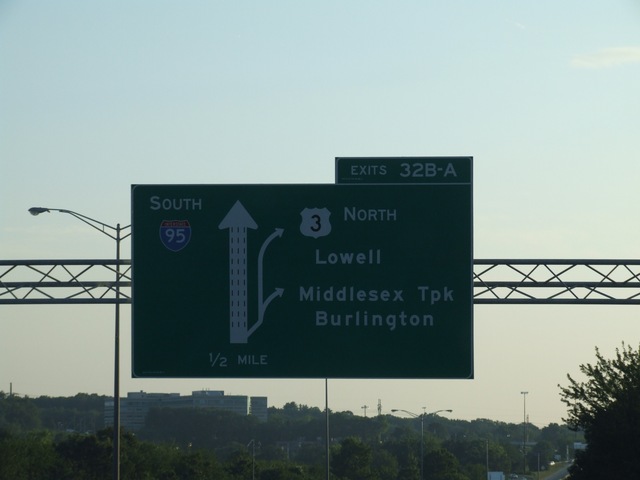 EXITS 32B-A
SOUTH
95
3 NORTH
Lowell
Middlesex Tpk
Burlington
1/2 MILE